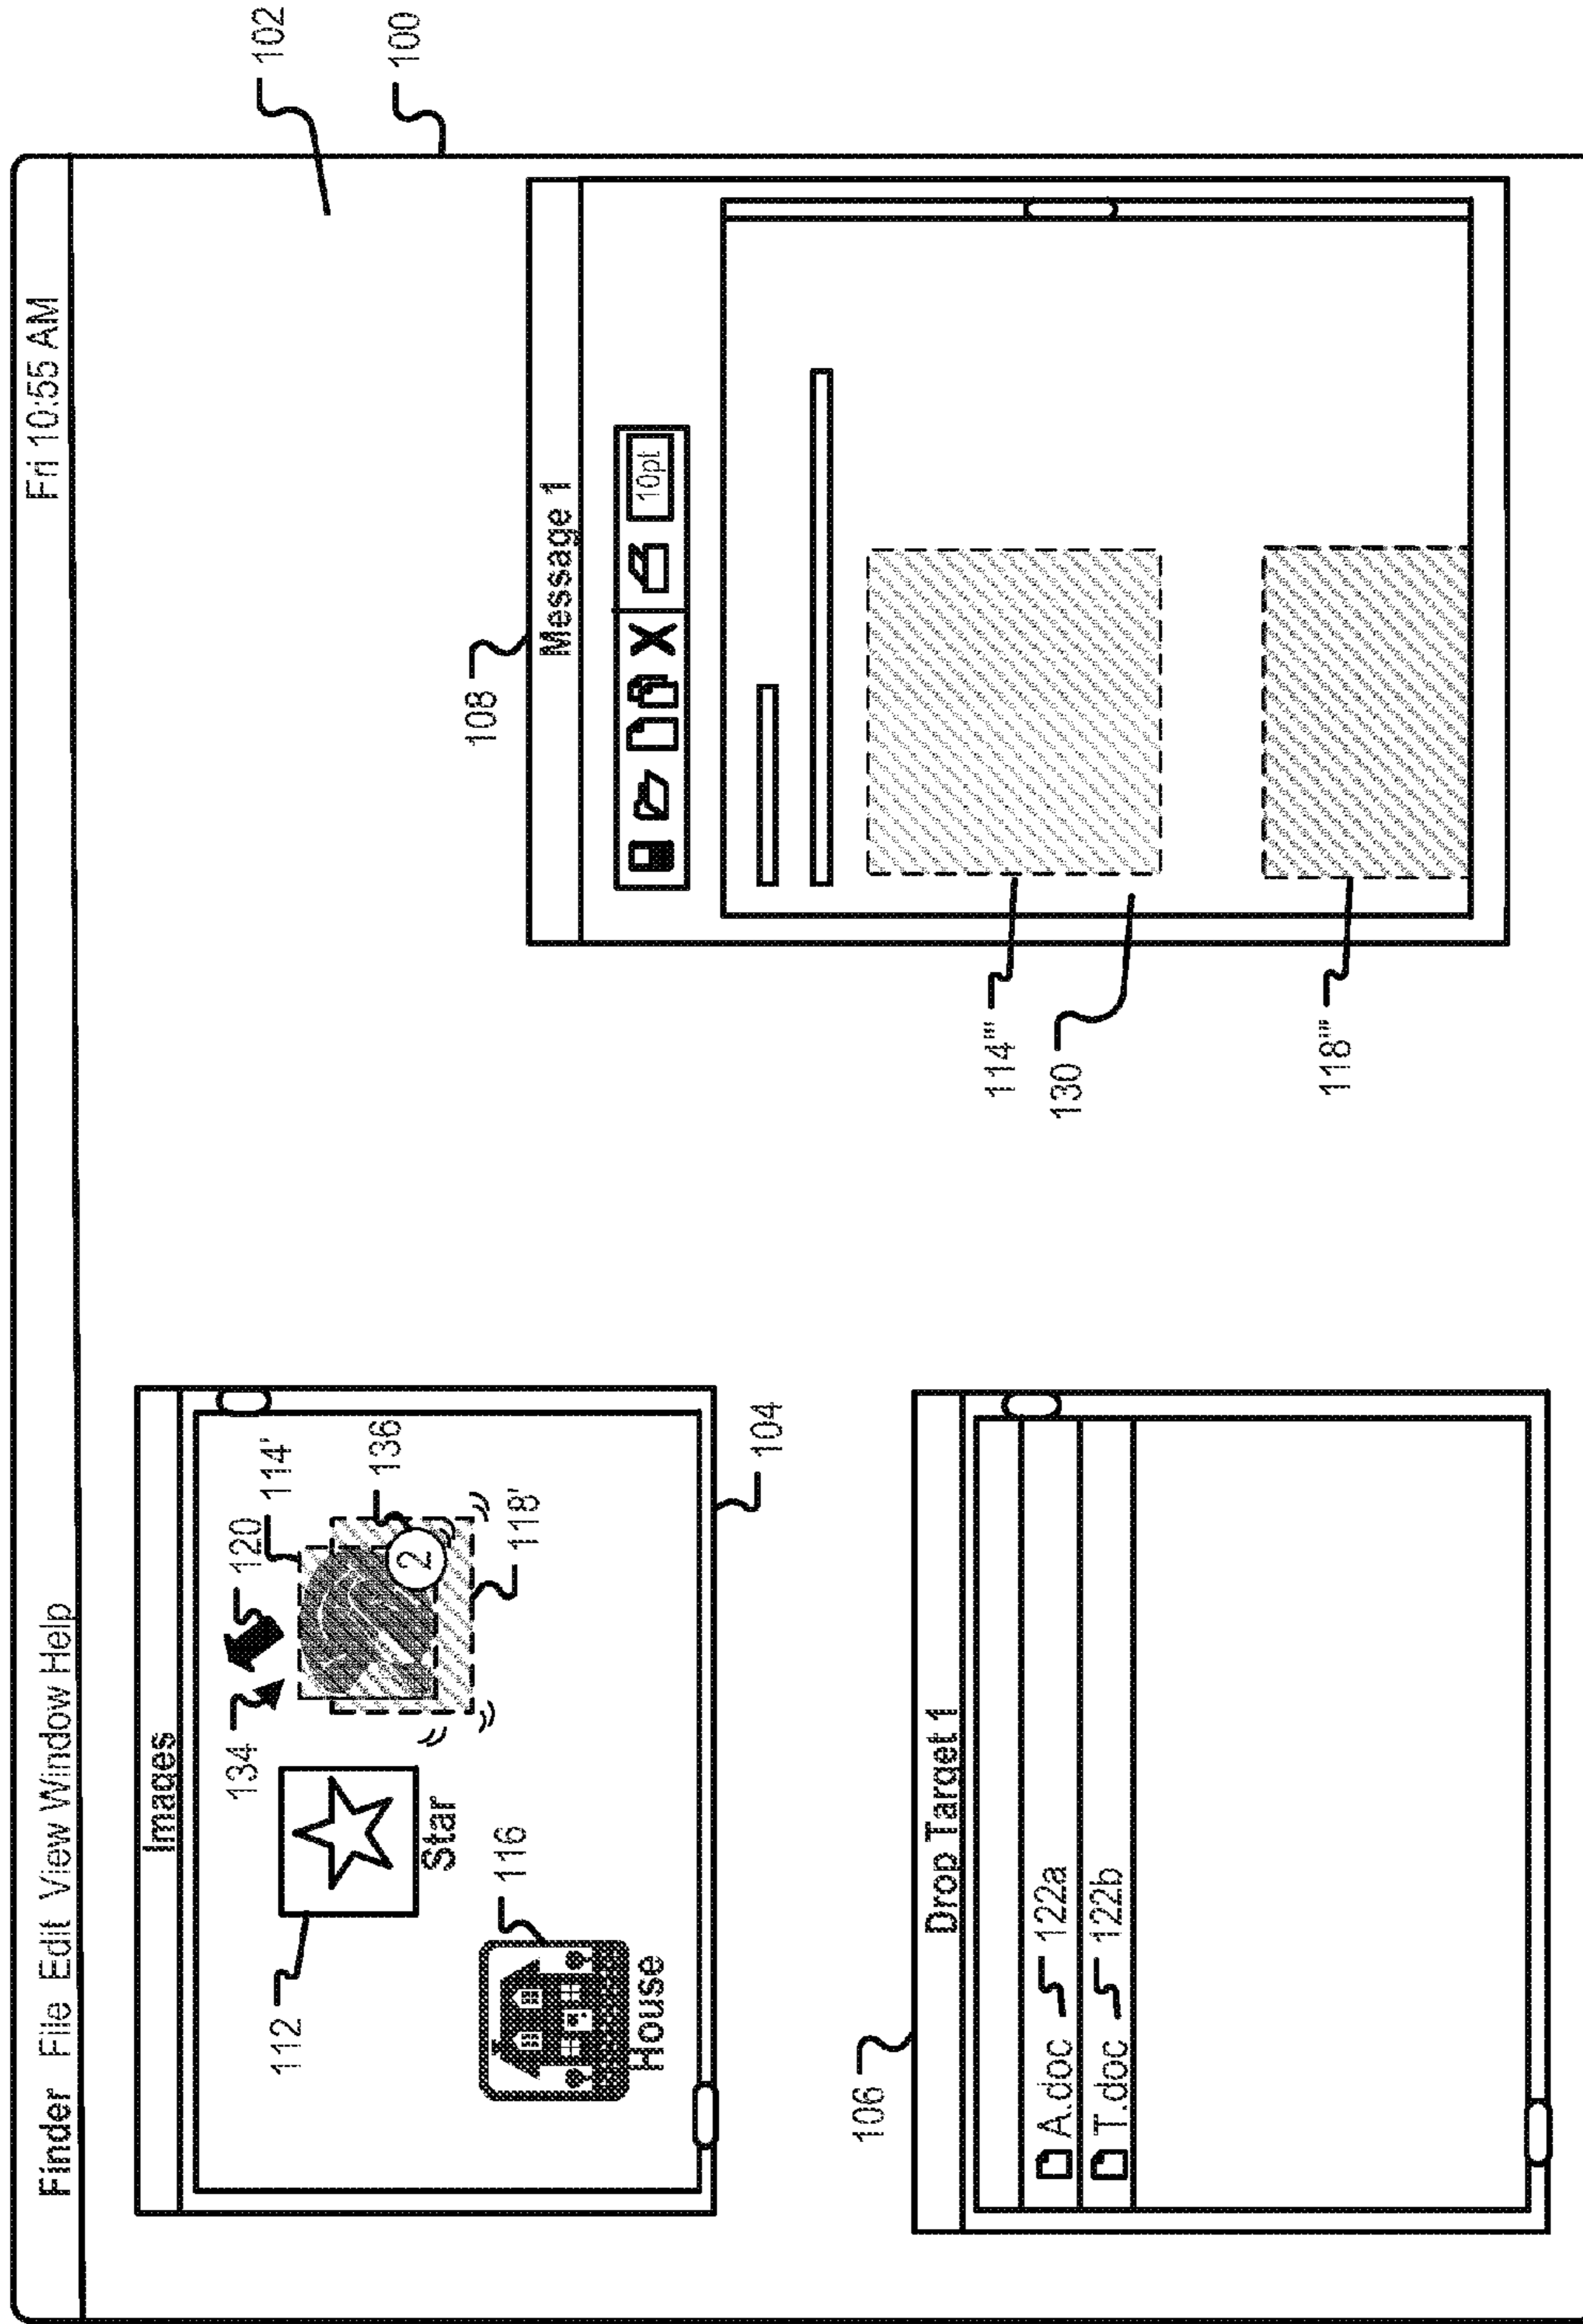 Finder File Edit View Window Help
Fri 10:55 AM
102
100
Images
134
120
114'
136
112
Star
116
118'
House
104
108
Message 1
10pt
114'''
130
118'''
106
Drop Target 1
A.doc 122a
T.doc 122b